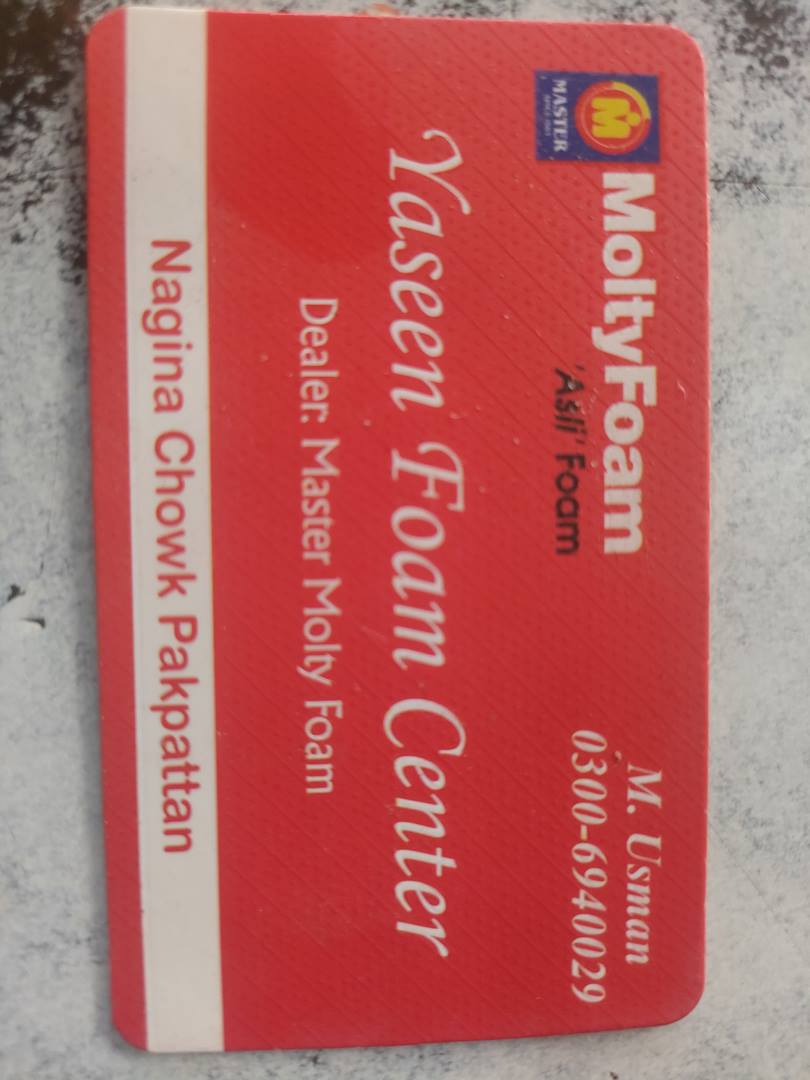 MASTER
MoltyFoam
'Asli' Foam
M. Usman
0300-6940029
Yaseen Foam Center
Dealer: Master Molty Foam
Nagina Chowk Pakpattan